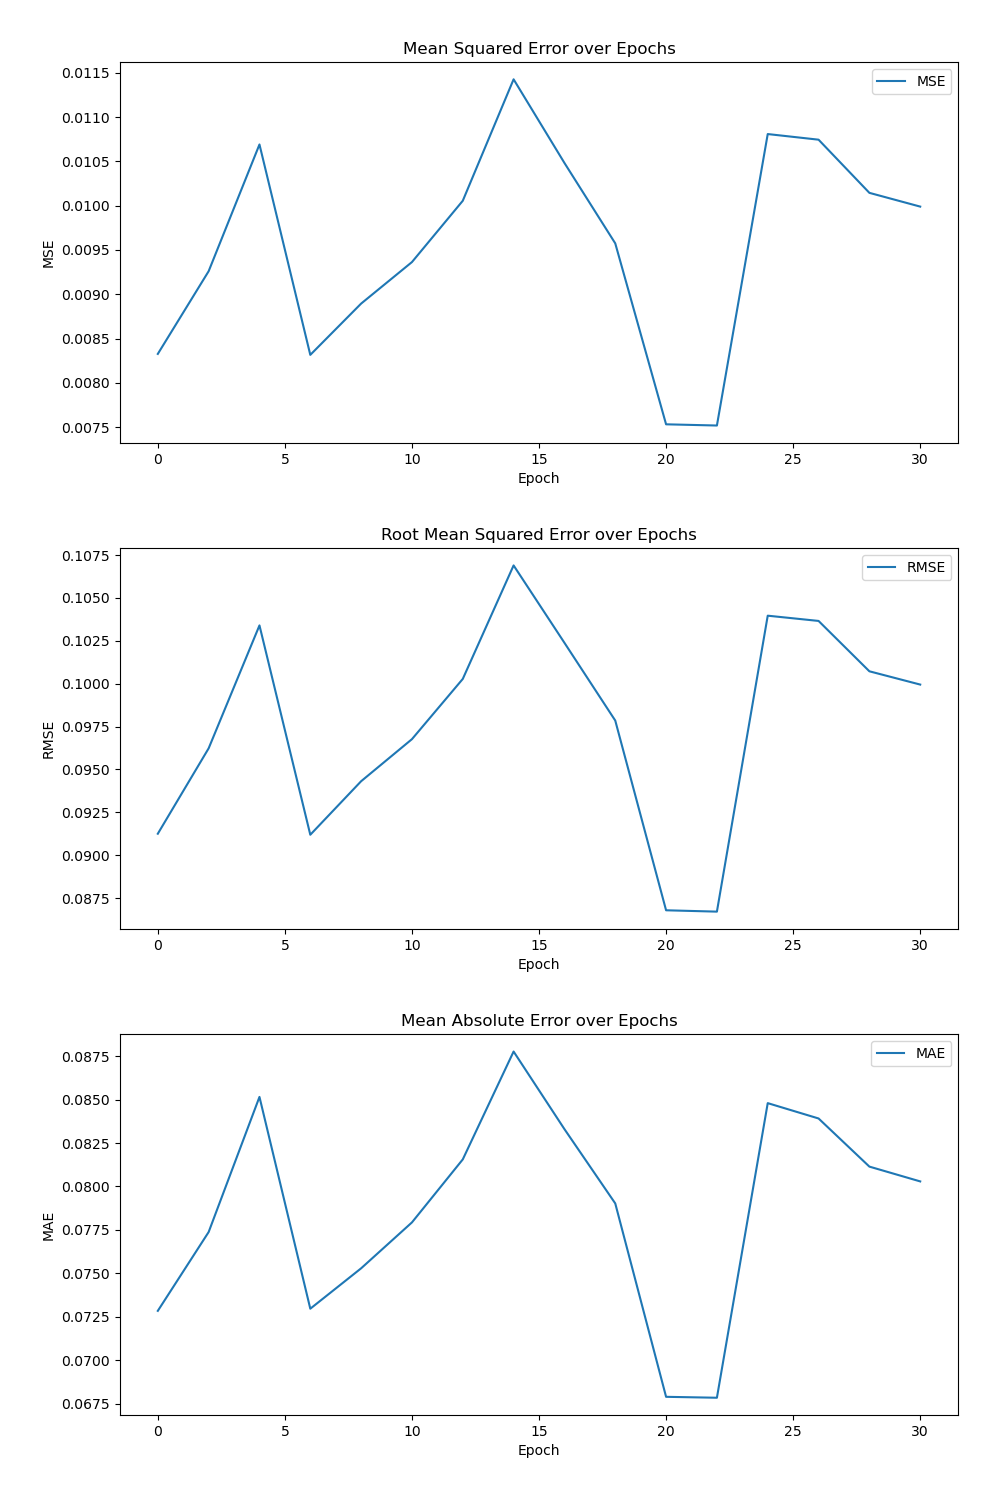 Mean Squared Error over Epochs
MSE
0.0115
0.0110
0.0105
0.0100
0.0095
0.0090
0.0085
0.0080
0.0075
MSE
0 5 10 15 20 25 30
Epoch
Root Mean Squared Error over Epochs
RMSE
0.1075
0.1050
0.1025
0.1000
0.0975
0.0950
0.0925
0.0900
0.0875
RMSE
0 5 10 15 20 25 30
Epoch
Mean Absolute Error over Epochs
MAE
0.0875
0.0850
0.0825
0.0800
0.0775
0.0750
0.0725
0.0700
0.0675
MAE
0 5 10 15 20 25 30
Epoch